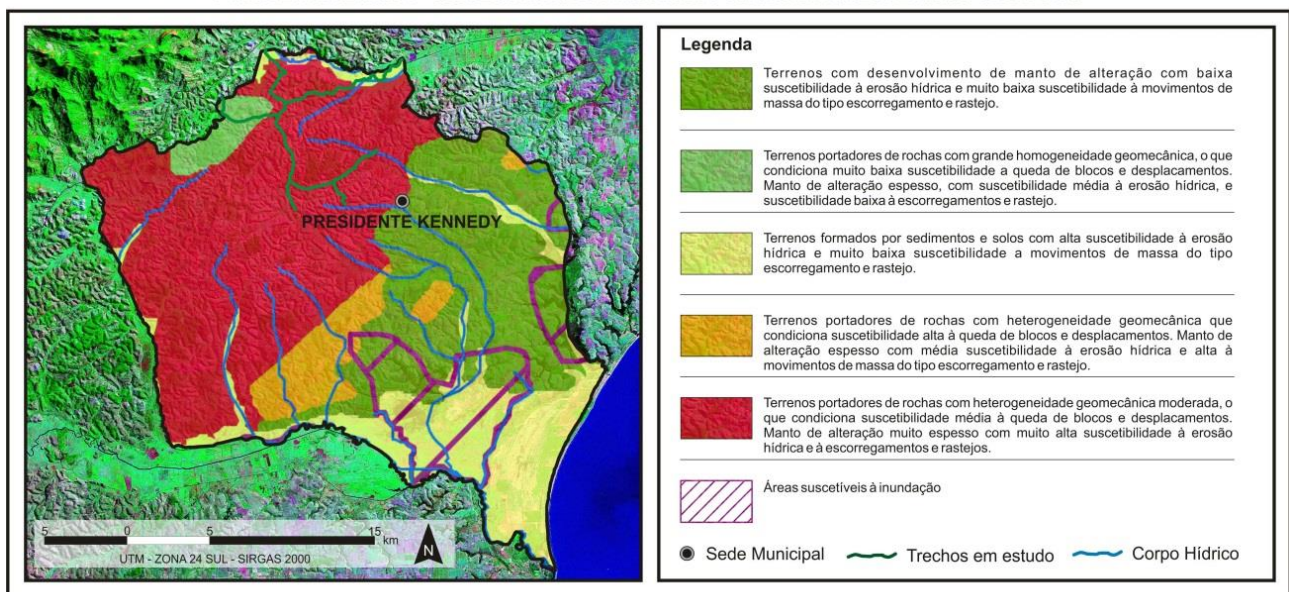 PRESIDENTE KENNEDY
5
0
5
15
km
UTM - ZONA 24 SUL - SIRGAS 2000
N
Legenda
Terrenos com desenvolvimento de manto de alteração com baixa
suscetibilidade à erosão hídrica e muito baixa suscetibilidade à movimentos de
massa do tipo escorregamento e rastejo.
Terrenos portadores de rochas com grande homogeneidade geomecânica, o que
condiciona muito baixa suscetibilidade a queda de blocos e desplacamentos.
Manto de alteração espesso, com suscetibilidade média à erosão hídrica, e
suscetibilidade baixa à escorregamentos e rastejo.
Terrenos formados por sedimentos e solos com alta suscetibilidade à erosão
hídrica e muito baixa suscetibilidade a movimentos de massa do tipo
escorregamento e rastejo.
Terrenos portadores de rochas com heterogeneidade geomecânica que
condiciona suscetibilidade alta à queda de blocos e desplacamentos. Manto de
alteração espesso com média suscetibilidade à erosão hídrica e alta à
movimentos de massa do tipo escorregamento e rastejo.
Terrenos portadores de rochas com heterogeneidade geomecânica moderada, o
que condiciona suscetibilidade média à queda de blocos e desplacamentos.
Manto de alteração muito espesso com muito alta suscetibilidade à erosão
hídrica e à escorregamentos e rastejos.
Áreas suscetíveis à inundação
Sede Municipal
Trechos em estudo
Corpo Hídrico